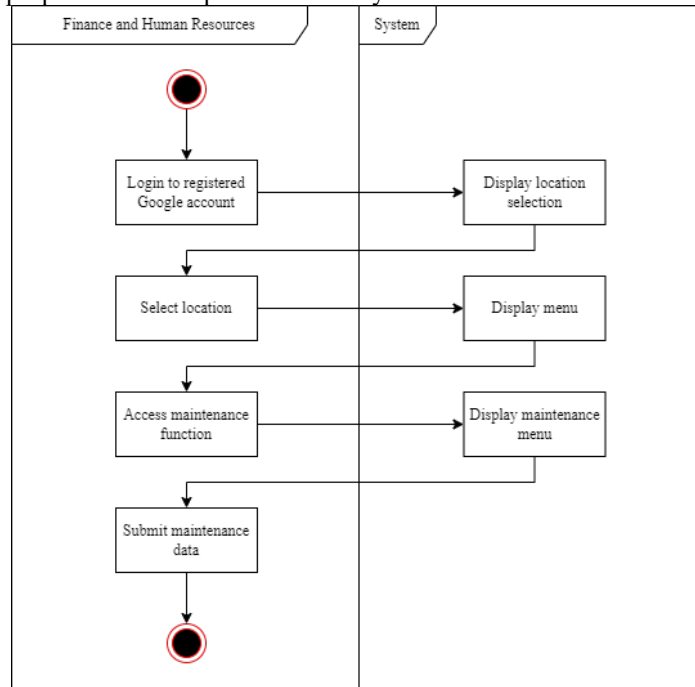 Finance and Human Resources
System
Login to registered
Google account
Display location
selection
Select location
Display menu
Access maintenance
function
Display maintenance
menu
Submit maintenance
data